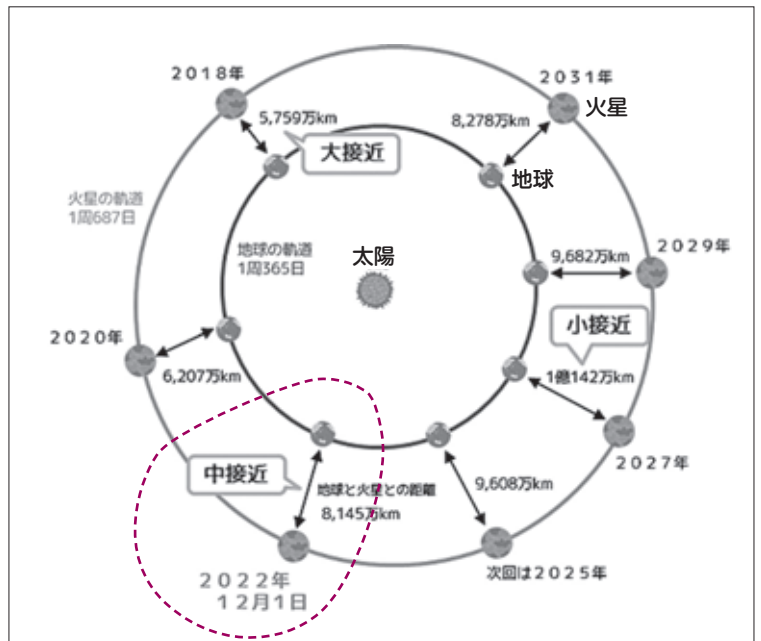 2018年
5,759万km
大接近
2031年
火星
8,278万km
地球
火星の軌道
1周687日
地球の軌道
1周365日
太陽
9,682万km
2029年
小接近
1億142万km
2027年
2020年
6,207万km
中接近
地球と火星との距離
8,145万km
9,608万km
2022年
12月1日
次回は2025年